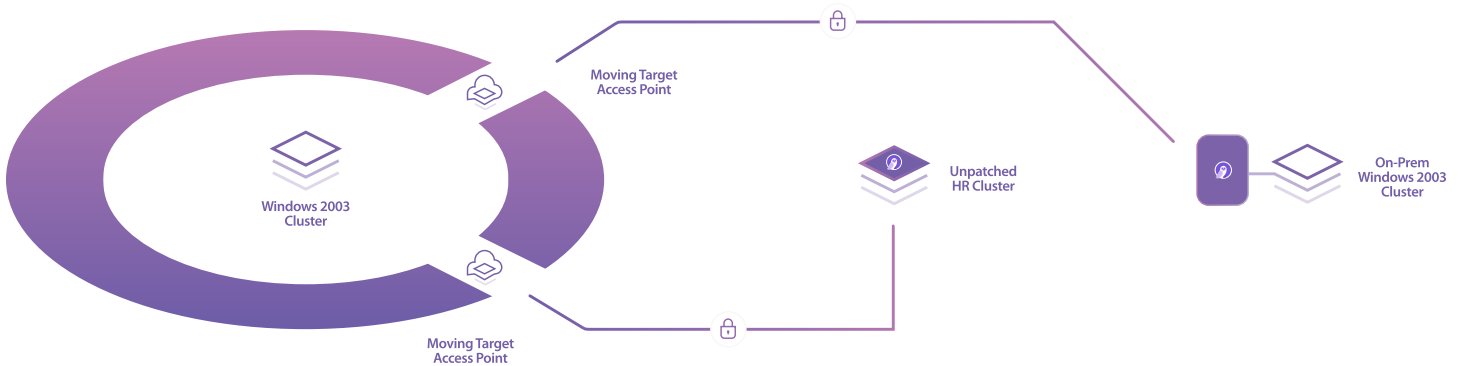 Moving Target
Access Point
Windows 2003
Cluster
Unpatched
HR Cluster
On-Prem
Windows 2003
Cluster
Moving Target
Access Point